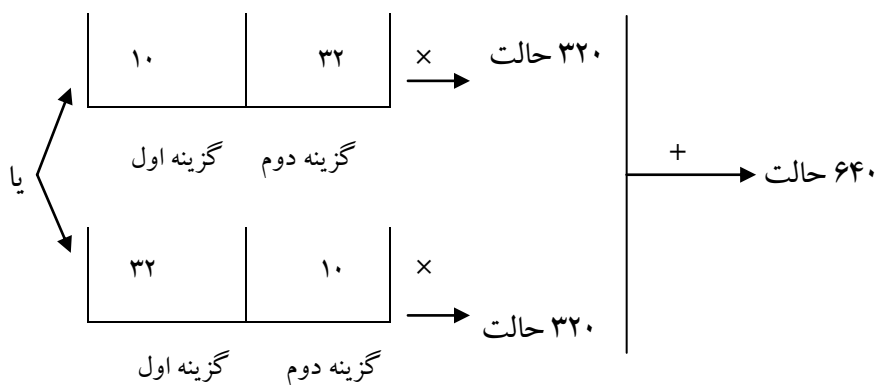 ۱۰ ۳۲ × ۳۲۰ حالت
گزینه اول گزینه دوم
یا
+ ۶۴۰ حالت
۳۲ ۱۰ ×
۳۲۰ حالت
گزینه اول گزینه دوم